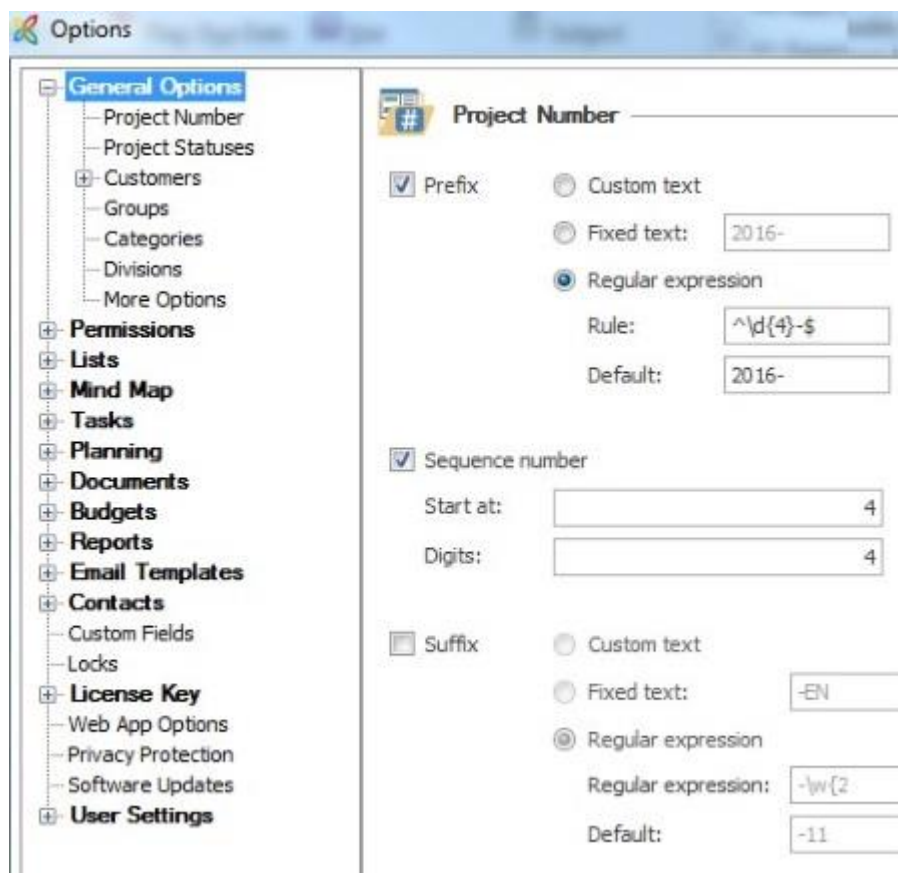 Options
General Options
Project Number
Project Statuses
Customers
Groups
Categories
Divisions
More Options
Permissions
Lists
Mind Map
Tasks
Planning
Documents
Budgets
Reports
Email Templates
Contacts
Custom Fields
Locks
License Key
Web App Options
Privacy Protection
Software Updates
User Settings
# Project Number
Prefix Custom text
Fixed text: 2016-
Regular expression
Rule: ^\d{4}-$
Default: 2016-
Sequence number
Start at: 4
Digits: 4
Suffix Custom text
Fixed text: -EN
Regular expression
Regular expression: -\w{2
Default: -11